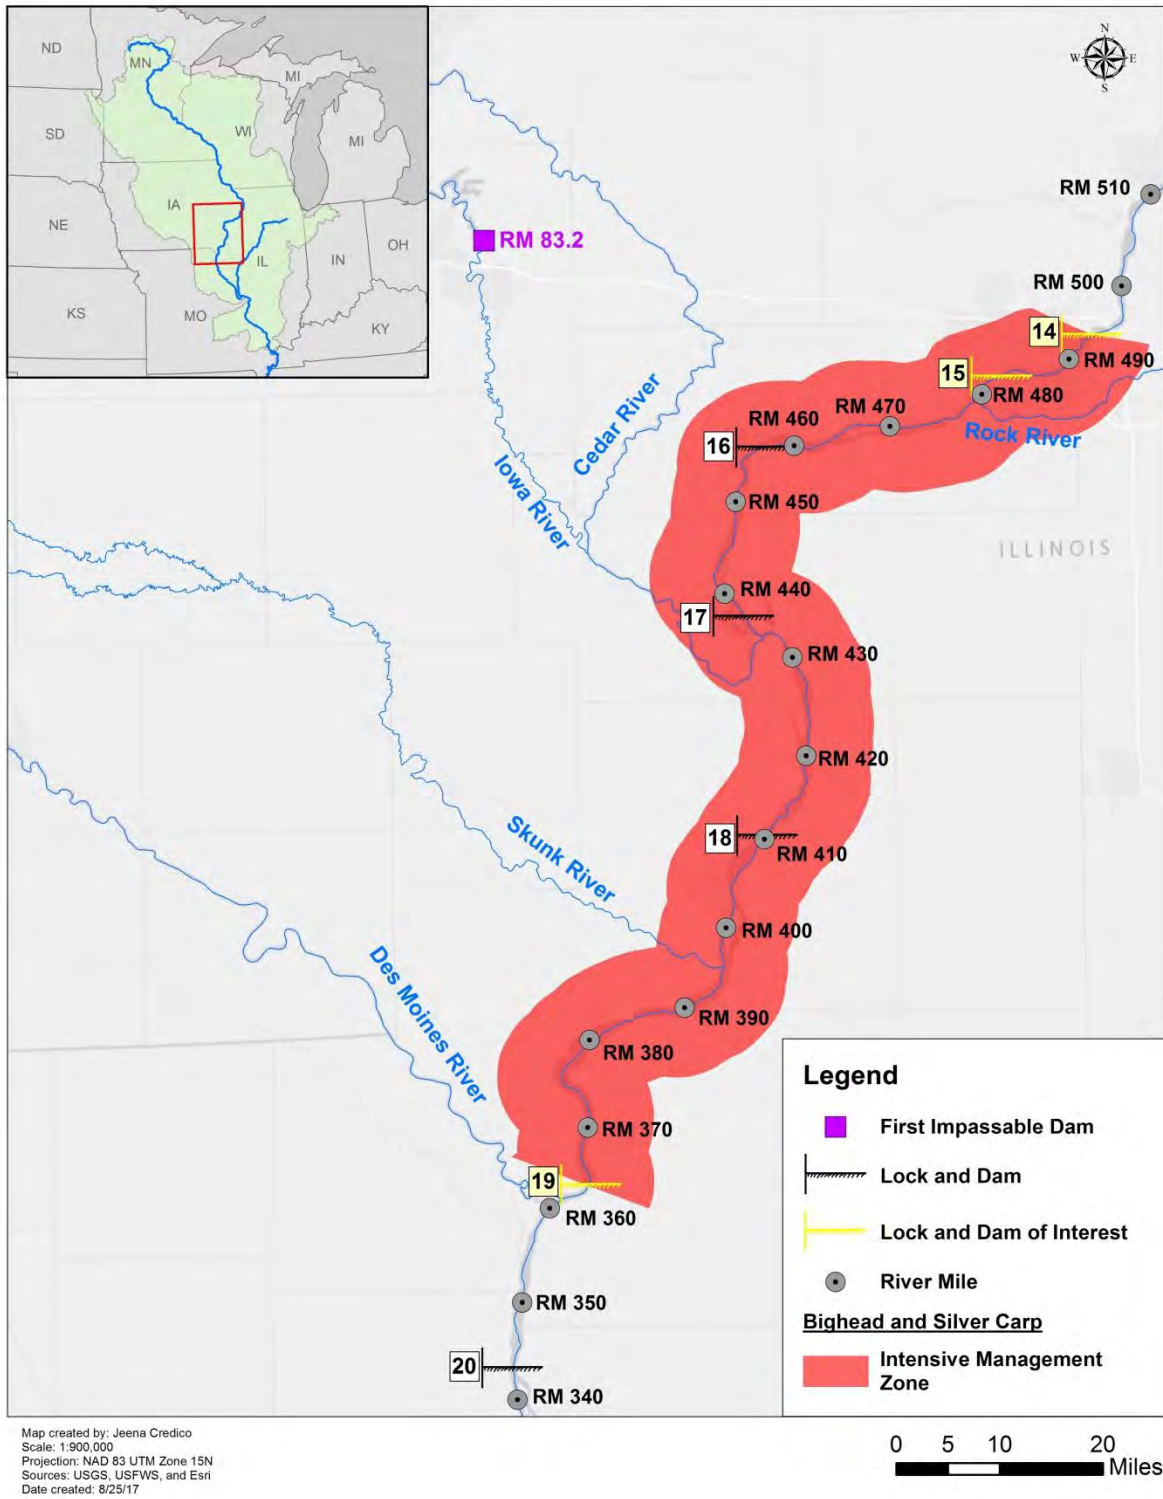 ND
MN
MI
SD
WI
MI
IA
NE
IL
IN
OH
KS
MO
KY
N
W
E
S
RM 510
RM 83.2
RM 500
14
RM 490
15
RM 480
RM 470
RM 460
Rock River
16
Cedar River
Iowa River
RM 450
ILLINOIS
RM 440
17
RM 430
RM 420
18
RM 410
Skunk River
RM 400
Des Moines River
RM 390
RM 380
RM 370
19
RM 360
RM 350
20
RM 340
Legend
First Impassable Dam
Lock and Dam
Lock and Dam of Interest
River Mile
Bighead and Silver Carp
Intensive Management
Zone
Map created by: Jeena Credico
Scale: 1:900,000
Projection: NAD 83 UTM Zone 15N
Sources: USGS, USFWS, and Esri
Date created: 8/25/17
0 5 10 20
Miles